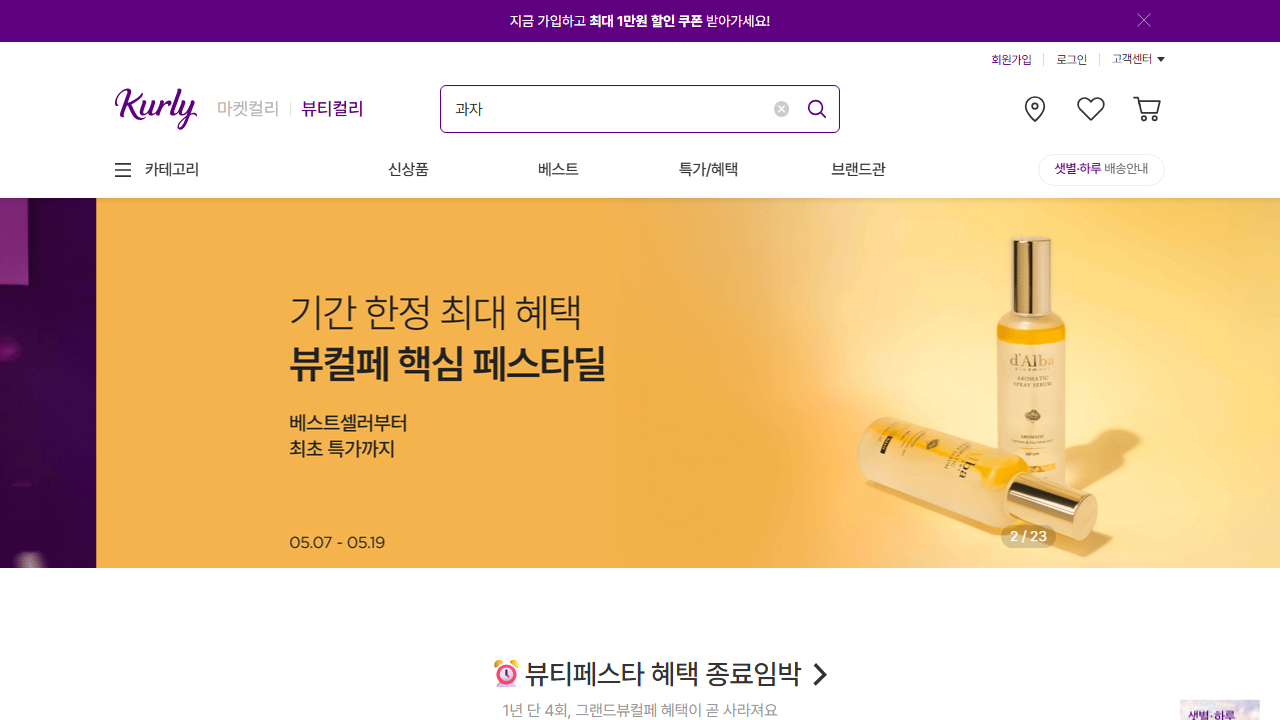 지금 가입하고 최대 1만원 할인 쿠폰 받아가세요!
회원가입
로그인
고객센터
Kurly
마켓컬리
뷰티컬리
과자
카테고리
신상품
베스트
특가/혜택
브랜드관
샛별·하루 배송안내
기간 한정 최대 혜택
뷰컬페 핵심 페스타딜
베스트셀러부터
최초 특가까지
05.07 - 05.19
d'Alba
piedmont
AROMATIC
SPRAY SERUM
2 / 23
뷰티페스타 혜택 종료임박
1년 단 4회, 그랜드뷰컬페 혜택이 곧 사라져요
샛별·하루